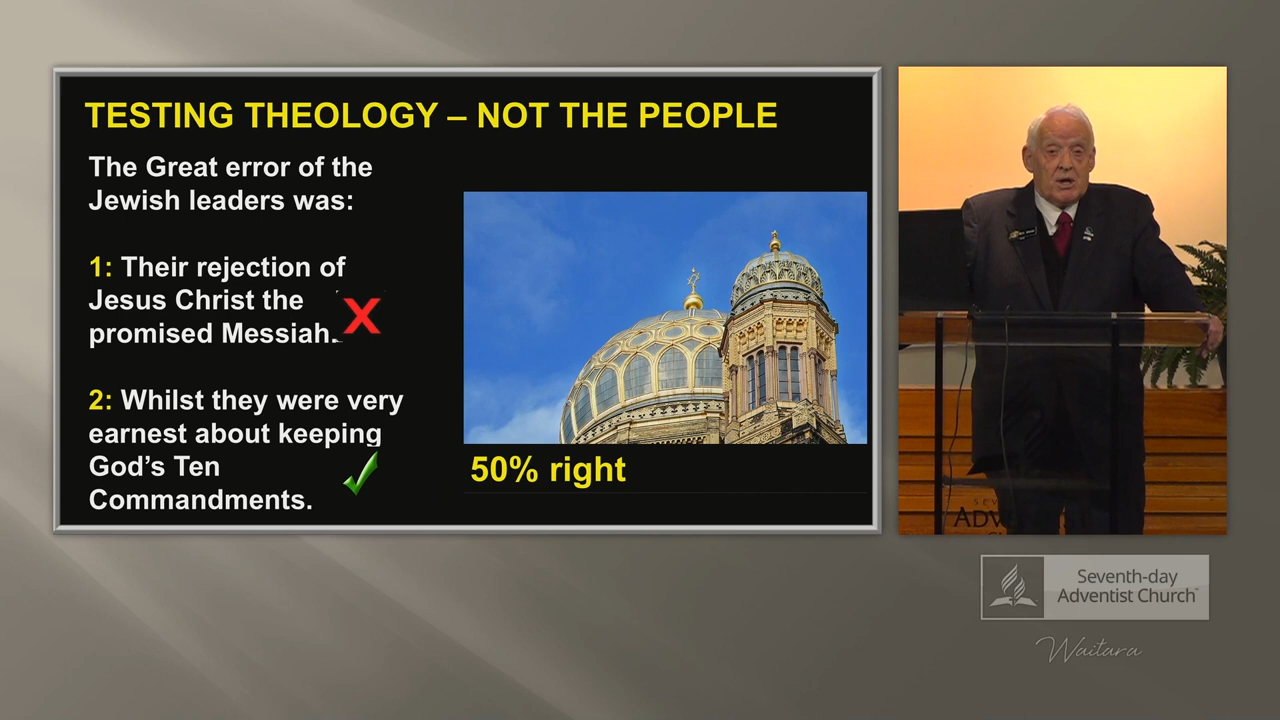 TESTING THEOLOGY – NOT THE PEOPLE
The Great error of the
Jewish leaders was:
1: Their rejection of
Jesus Christ the
promised Messiah.
X
2: Whilst they were very
earnest about keeping
God’s Ten
Commandments.
50% right
Seventh-day
Adventist Church
Waitara